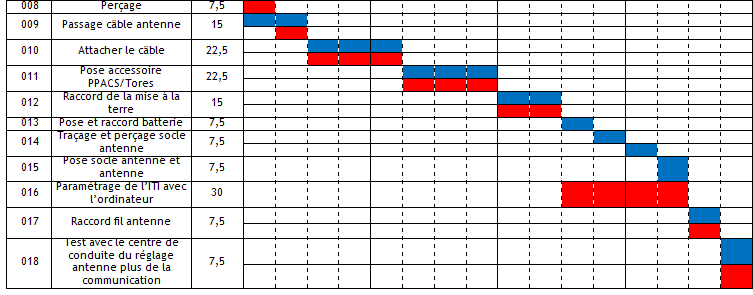 008 Perçage 7,5
009 Passage câble antenne 15
010 Attacher le câble 22,5
011 Pose accessoire
PPACS/Tores 22,5
012 Raccord de la mise à la
terre 15
013 Pose et raccord batterie 7,5
014 Traçage et perçage socle
antenne 7,5
015 Pose socle antenne et
antenne 7,5
016 Paramétrage de l'ITI avec
l'ordinateur 30
017 Raccord fil antenne 7,5
018 Test avec le centre de
conduite du réglage
antenne plus de la
communication 7,5